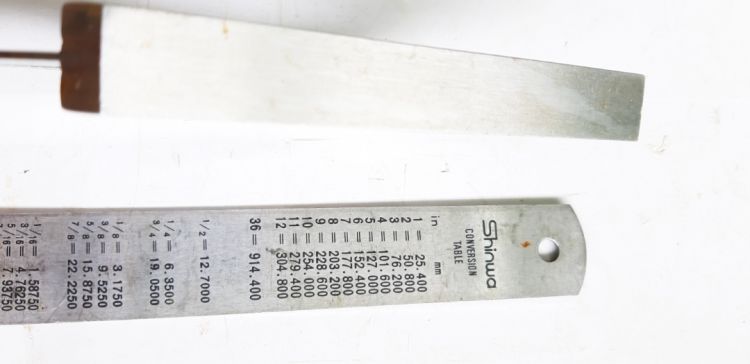 Shinwa
CONVERSION
TABLE
in mm
1 = 25.400
2 = 50.800
3 = 76.200
4 = 101.600
5 = 127.000
6 = 152.400
7 = 177.800
8 = 203.200
9 = 228.600
10 = 254.000
11 = 279.400
12 = 304.800
36 = 914.400
1/2 = 12.7000
1/4 = 6.3500
3/4 = 19.0500
1/8 = 3.1750
3/8 = 9.5250
5/8 = 15.8750
7/8 = 22.2250
1/16 = 1.58750
3/16 = 4.76250
5/16 = 7.93750